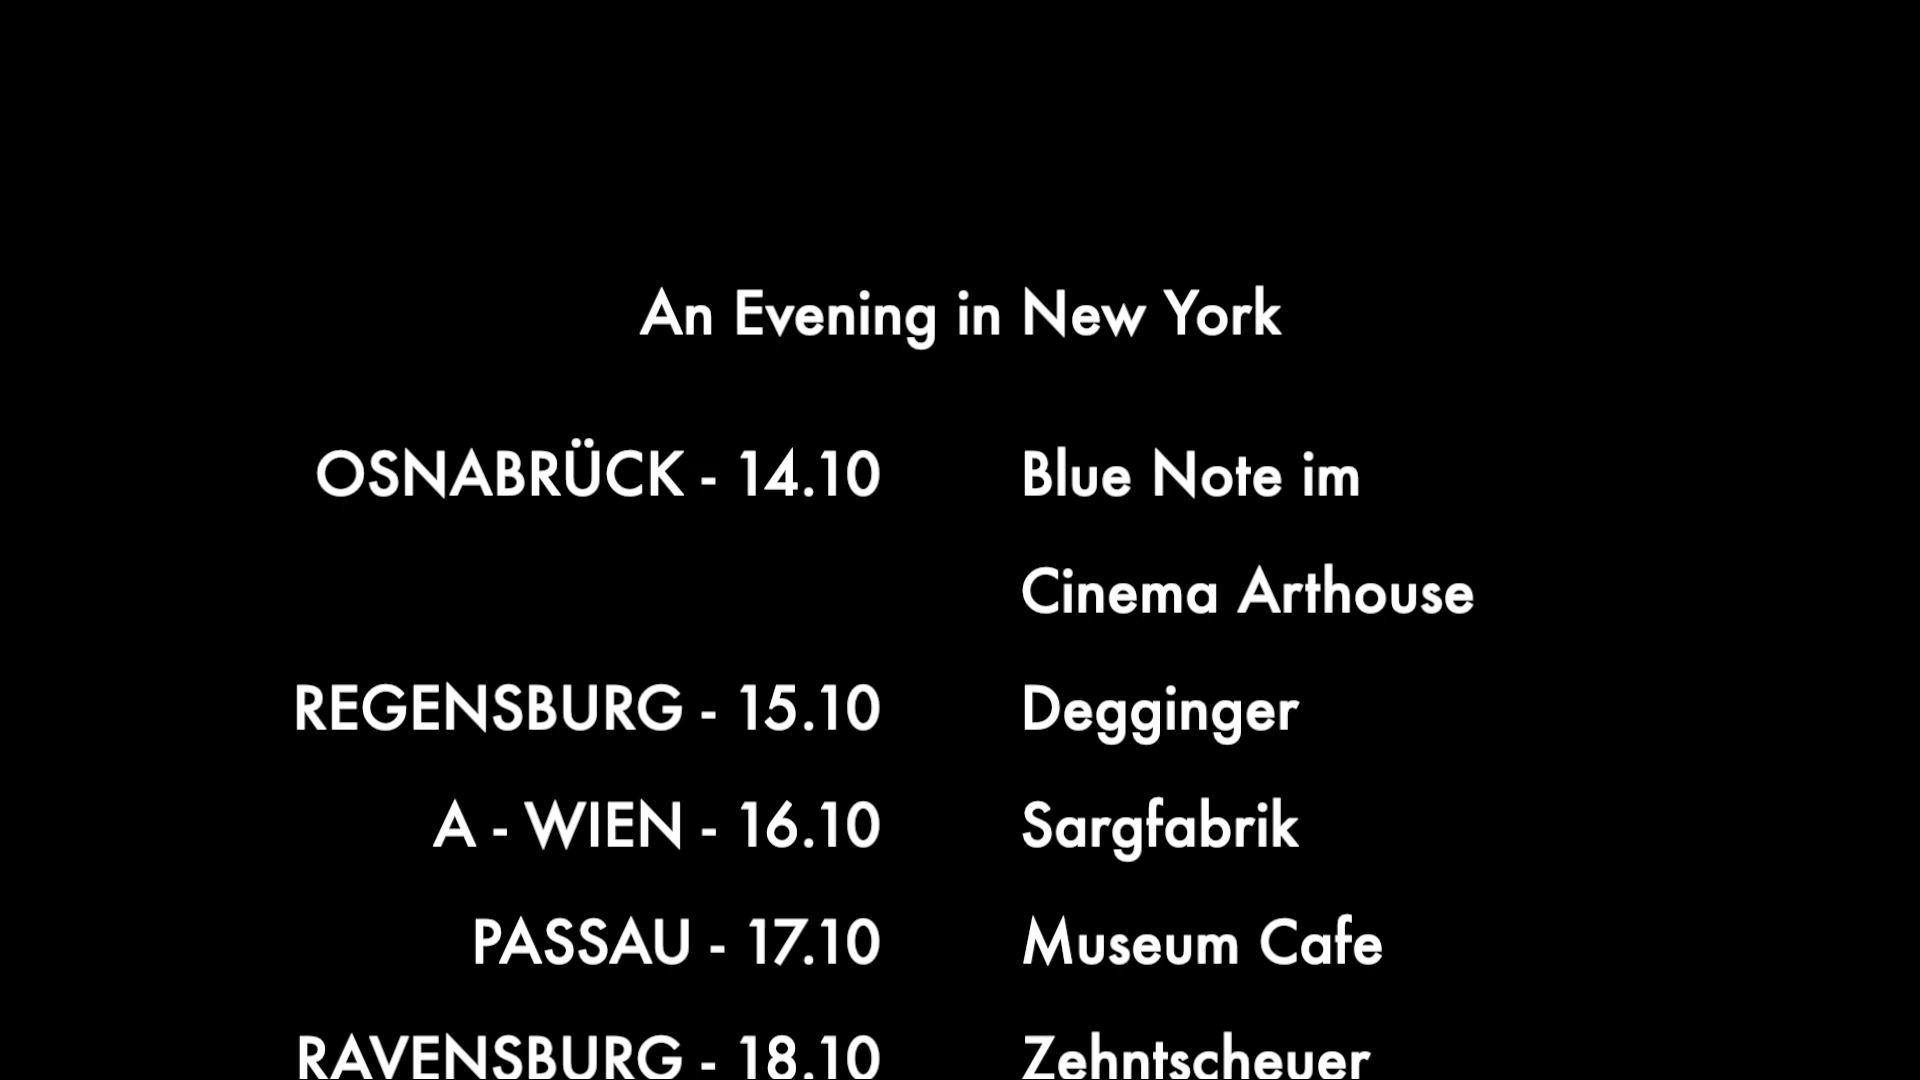 An Evening in New York
OSNABRÜCK - 14.10 Blue Note im
Cinema Arthouse
REGENSBURG - 15.10 Degginger
A - WIEN - 16.10 Sargfabrik
PASSAU - 17.10 Museum Cafe
RAVENSBURG - 18.10 Zehntscheuer